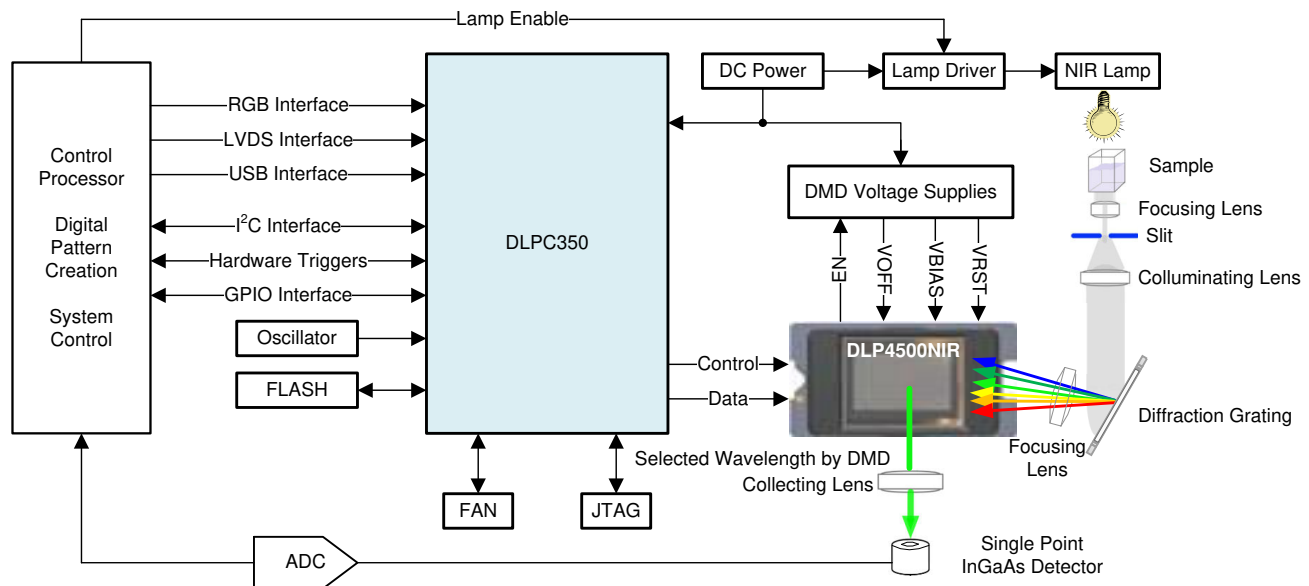 Lamp Enable
DC Power
Lamp Driver
NIR Lamp
Control
Processor
Digital
Pattern
Creation
System
Control
RGB Interface
LVDS Interface
USB Interface
I²C Interface
Hardware Triggers
GPIO Interface
Oscillator
FLASH
DLPC350
FAN
JTAG
DMD Voltage Supplies
EN
VOFF
VBIAS
VRST
Control
Data
DLP4500NIR
Sample
Focusing Lens
Slit
Colluminating Lens
Diffraction Grating
Focusing
Lens
Selected Wavelength by DMD
Collecting Lens
Single Point
InGaAs Detector
ADC